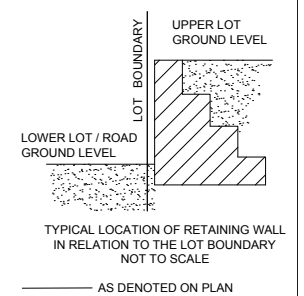 UPPER LOT
GROUND LEVEL
LOT BOUNDARY
LOWER LOT / ROAD
GROUND LEVEL
TYPICAL LOCATION OF RETAINING WALL
IN RELATION TO THE LOT BOUNDARY
NOT TO SCALE
AS DENOTED ON PLAN